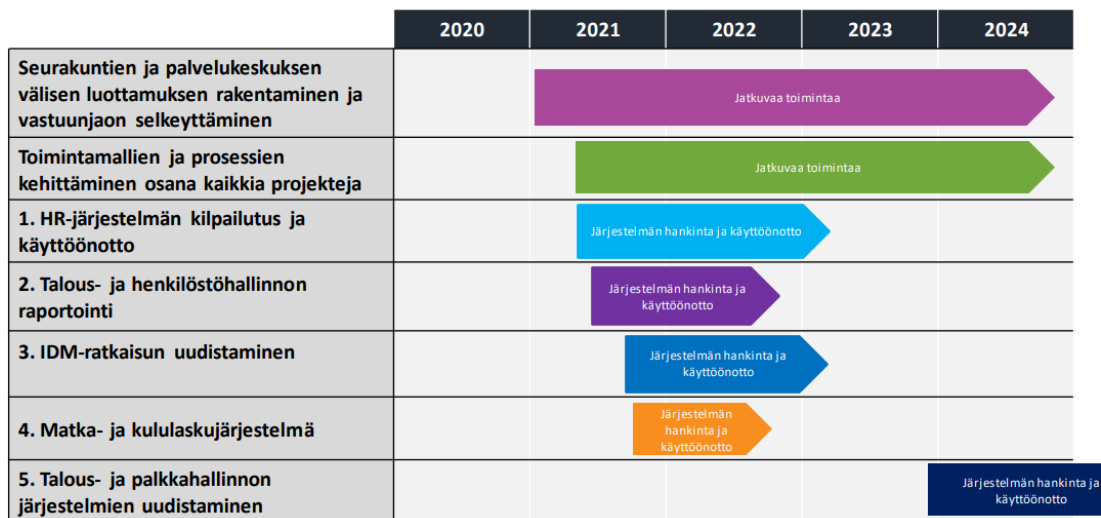 2020 2021 2022 2023 2024
Seurakuntien ja palvelukeskuksen
välisen luottamuksen rakentaminen ja
vastuunjaon selkeyttäminen
Jatkuvaa toimintaa
Toimintamallien ja prosessien
kehittäminen osana kaikkia projekteja
Jatkuvaa toimintaa
1. HR-järjestelmän kilpailutus ja
käyttöönotto
Järjestelmän hankinta ja käyttöönotto
2. Talous- ja henkilöstöhallinnon
raportointi
Järjestelmän hankinta ja
käyttöönotto
3. IDM-ratkaisun uudistaminen
Järjestelmän hankinta ja
käyttöönotto
4. Matka- ja kululaskujärjestelmä
Järjestelmän
hankinta ja
käyttöönotto
5. Talous- ja palkkahallinnon
järjestelmien uudistaminen
Järjestelmän hankinta ja
käyttöönotto